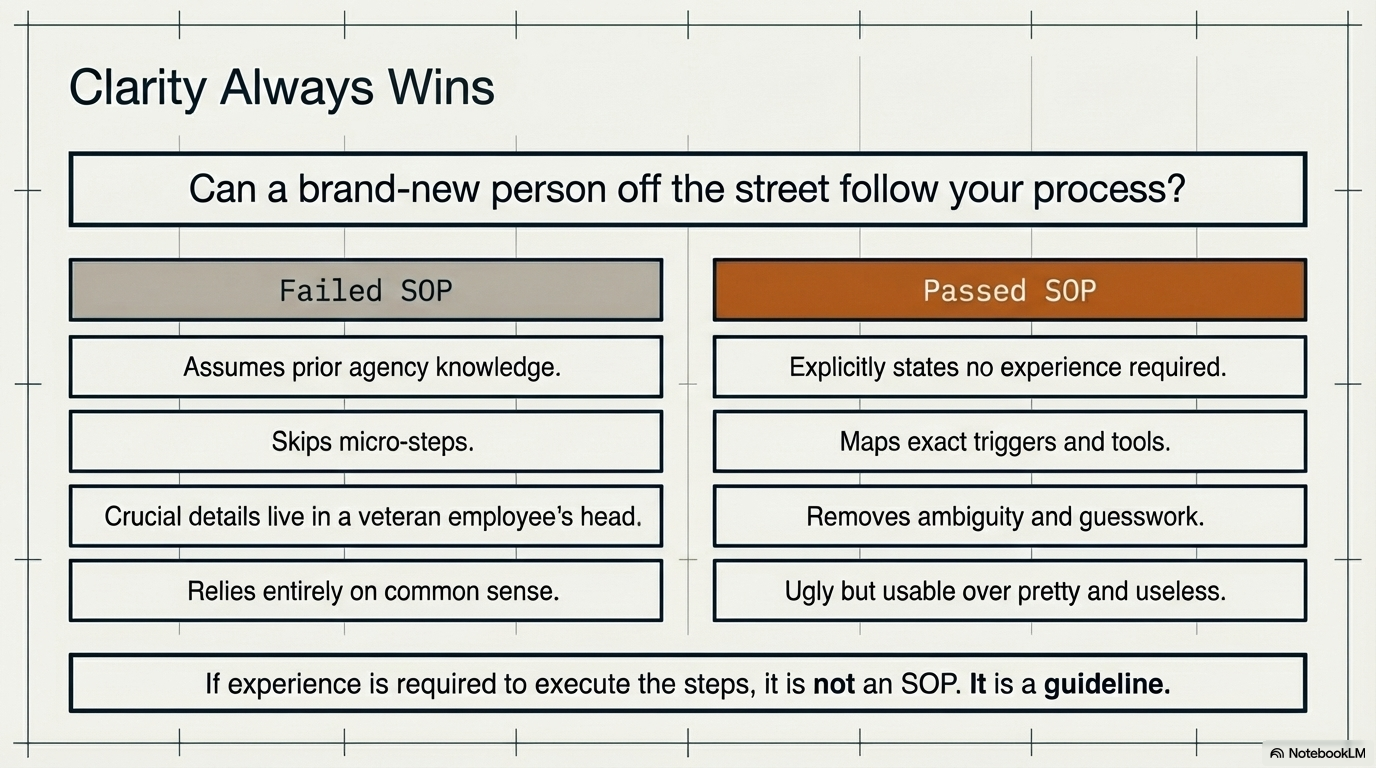 Clarity Always Wins
Can a brand-new person off the street follow your process?
Failed SOP
Assumes prior agency knowledge.
Skips micro-steps.
Crucial details live in a veteran employee's head.
Relies entirely on common sense.
Passed SOP
Explicitly states no experience required.
Maps exact triggers and tools.
Removes ambiguity and guesswork.
Ugly but usable over pretty and useless.
If experience is required to execute the steps, it is not an SOP. It is a guideline.
NotebookLM